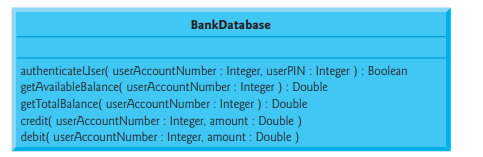 BankDatabase
authenticateUser( userAccountNumber : Integer, userPIN : Integer ) : Boolean
getAvailableBalance( userAccountNumber : Integer ) : Double
getTotalBalance( userAccountNumber : Integer ) : Double
credit( userAccountNumber : Integer, amount : Double )
debit( userAccountNumber : Integer, amount : Double )